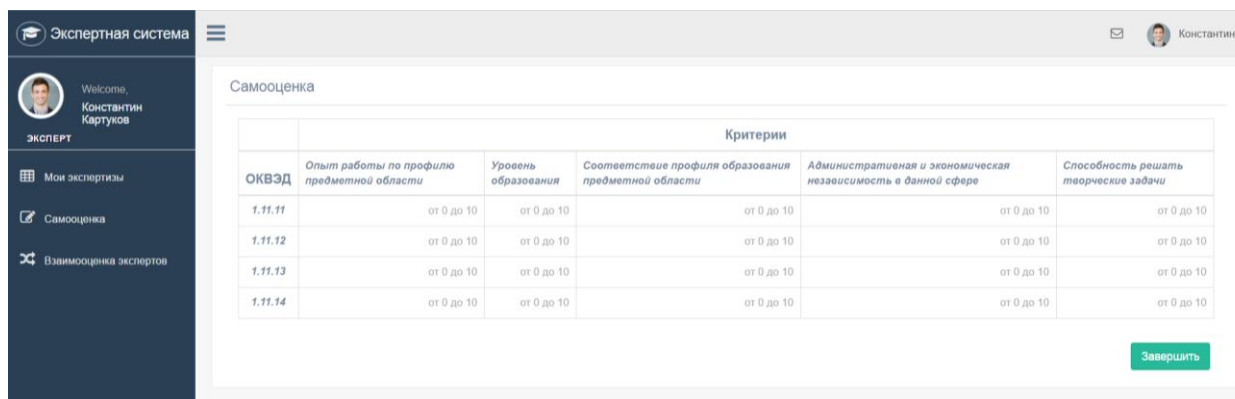 Экспертная система
Константин
Welcome,
Константин
Картуков
ЭКСПЕРТ
Мои экспертизы
Самооценка
Взаимооценка экспертов
Самооценка
Критерии
ОКВЭД Опыт работы по профилю предметной области Уровень образования Соответствие профиля образования предметной области Административная и экономическая независимость в данной сфере Способность решать творческие задачи
1.11.11 от 0 до 10 от 0 до 10 от 0 до 10 от 0 до 10 от 0 до 10
1.11.12 от 0 до 10 от 0 до 10 от 0 до 10 от 0 до 10 от 0 до 10
1.11.13 от 0 до 10 от 0 до 10 от 0 до 10 от 0 до 10 от 0 до 10
1.11.14 от 0 до 10 от 0 до 10 от 0 до 10 от 0 до 10 от 0 до 10
Завершить